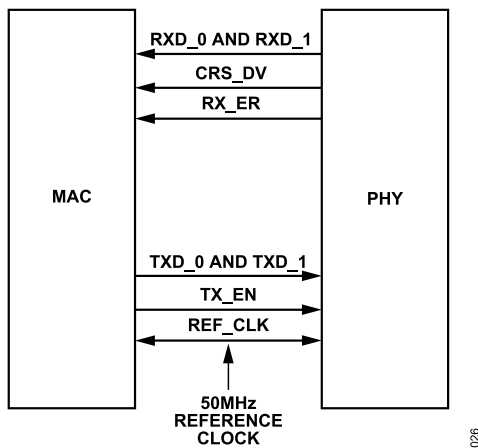 RXD_0 AND RXD_1
CRS_DV
RX_ER
MAC
PHY
TXD_0 AND TXD_1
TX_EN
REF_CLK
50MHz
REFERENCE
CLOCK
026